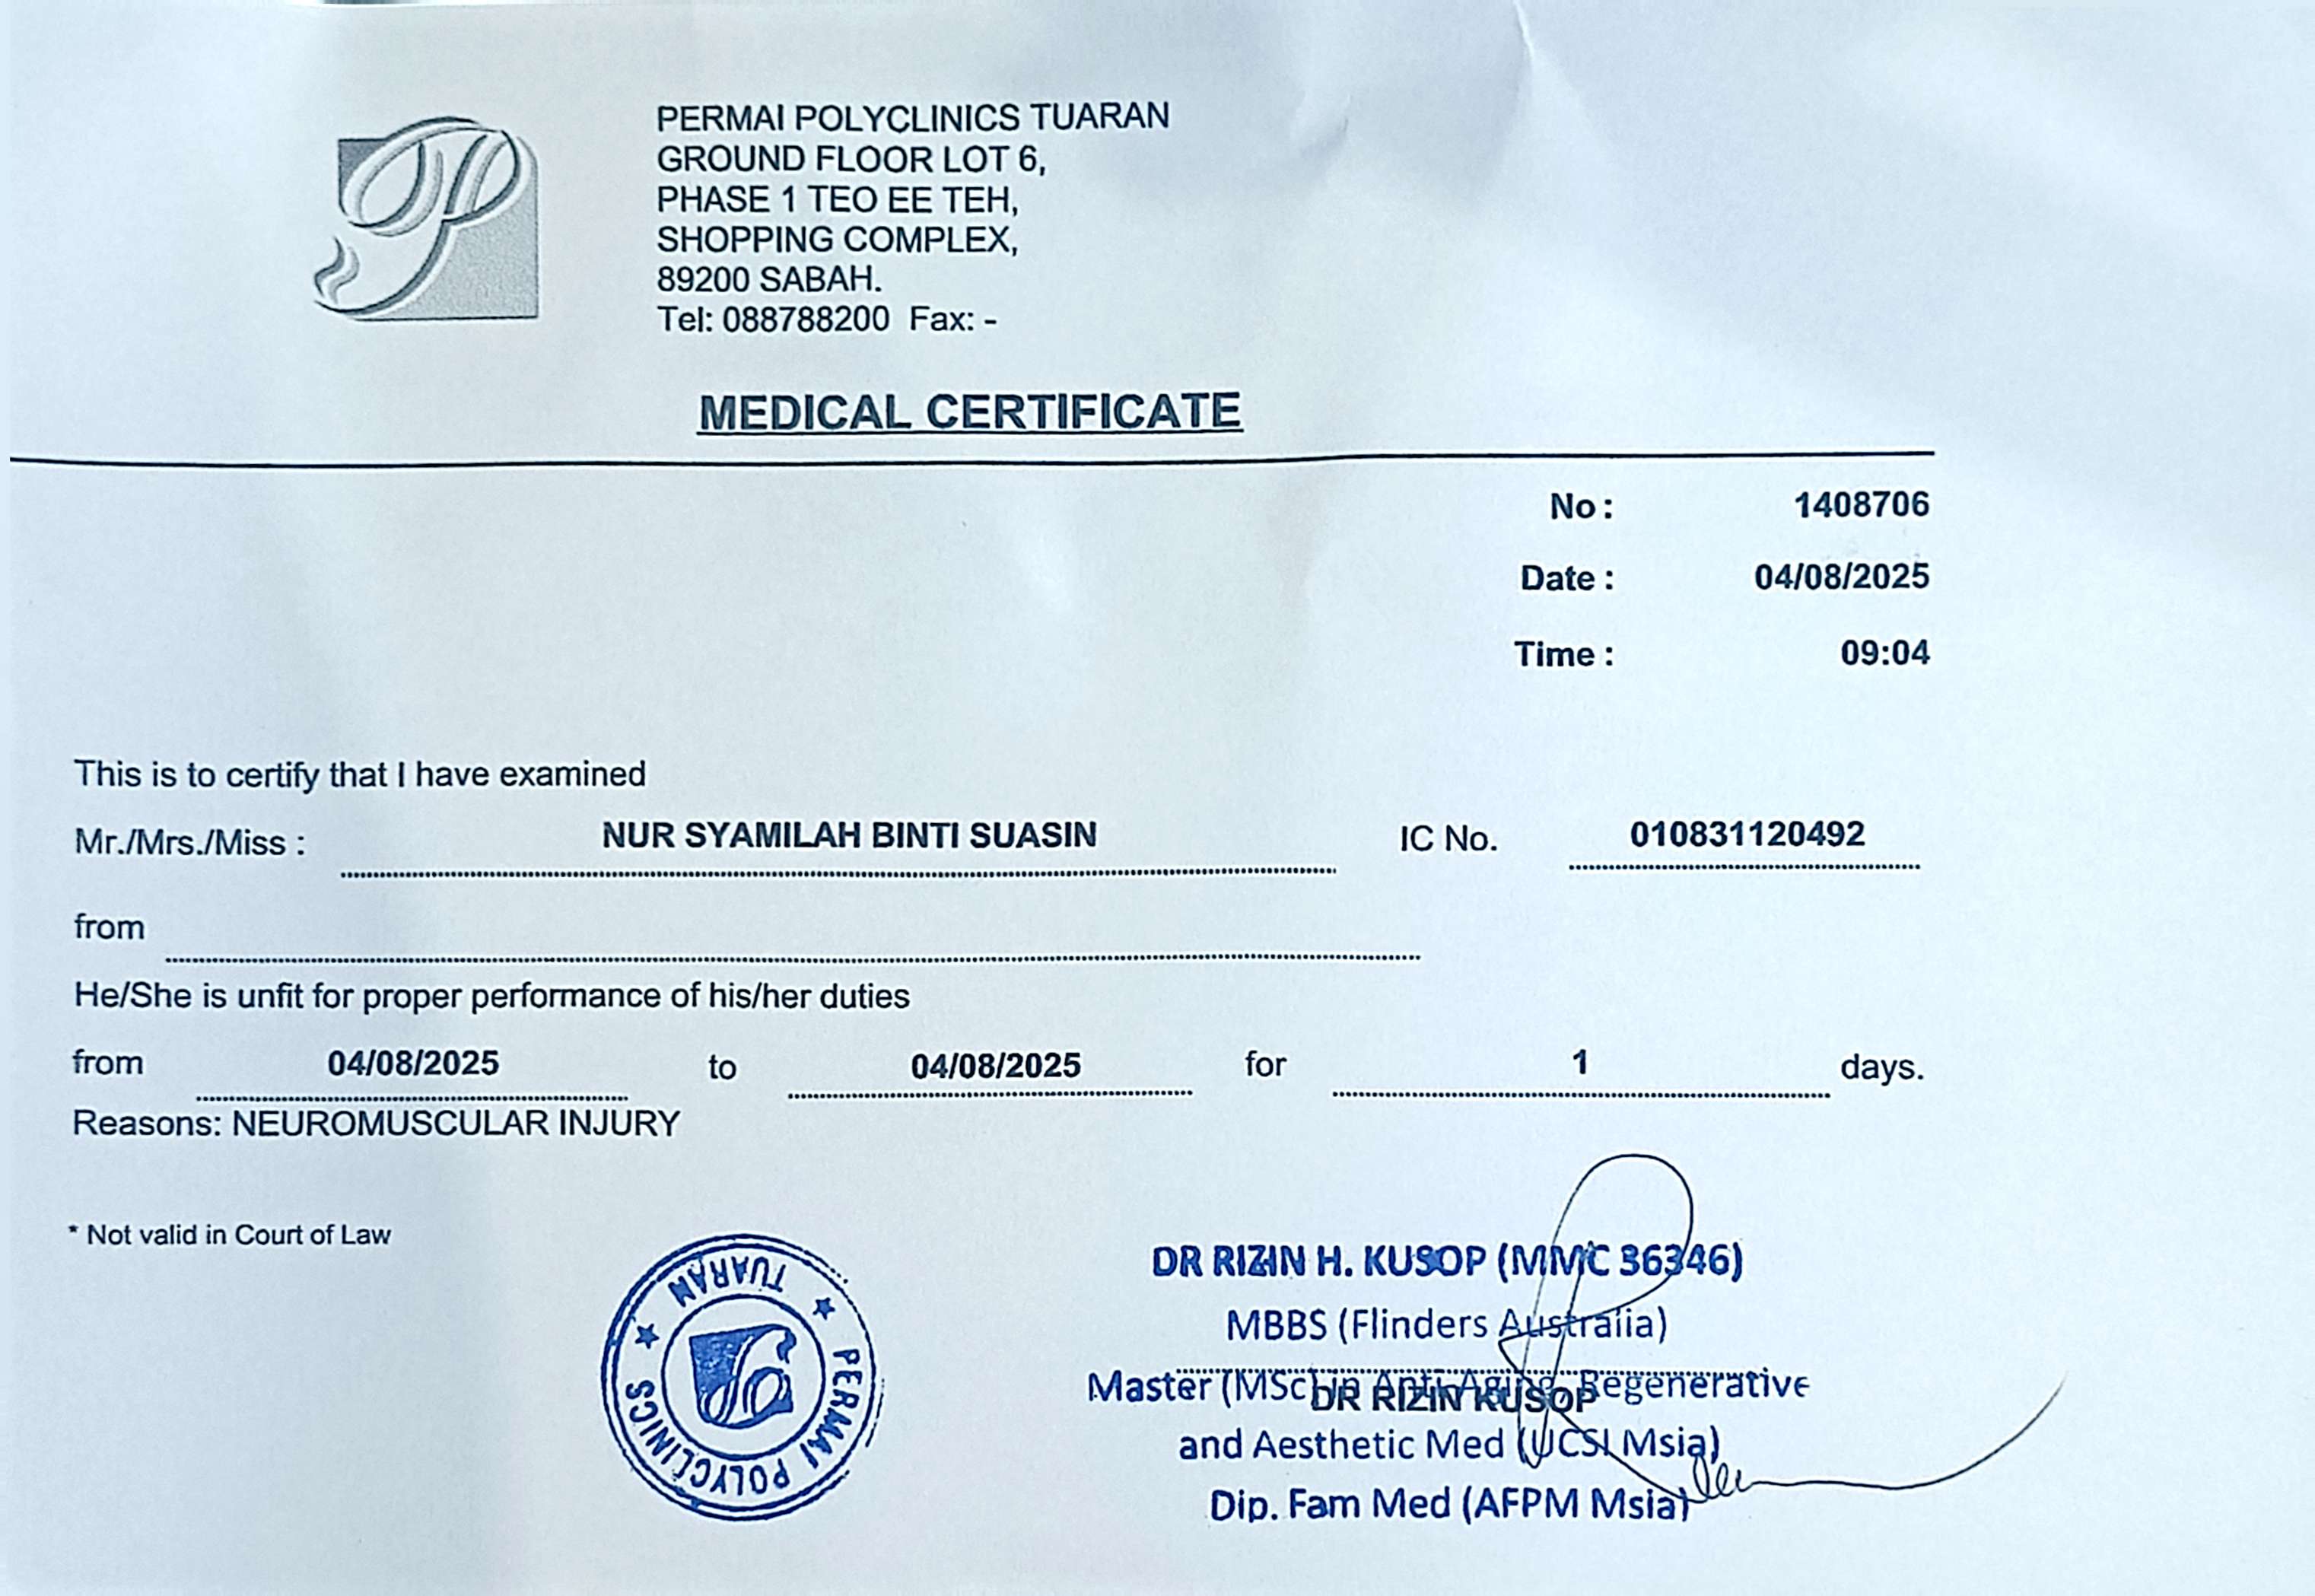 PERMAI POLYCLINICS TUARAN
GROUND FLOOR LOT 6,
PHASE 1 TEO EE TEH,
SHOPPING COMPLEX,
89200 SABAH.
Tel: 088788200 Fax: -
MEDICAL CERTIFICATE
No : 1408706
Date : 04/08/2025
Time : 09:04
This is to certify that I have examined
Mr./Mrs./Miss : NUR SYAMILAH BINTI SUASIN IC No. 010831120492
from
He/She is unfit for proper performance of his/her duties
from 04/08/2025 to 04/08/2025 for 1 days.
Reasons: NEUROMUSCULAR INJURY
* Not valid in Court of Law
PERMAI POLYCLINICS
TUARAN
DR RIZIN H. KUSOP (MMC 36346)
MBBS (Flinders Australia)
Master (MSc) in Anti-Aging, Regenerative
DR RIZIN KUSOP
and Aesthetic Med (UCSI Msia)
Dip. Fam Med (AFPM Msia)